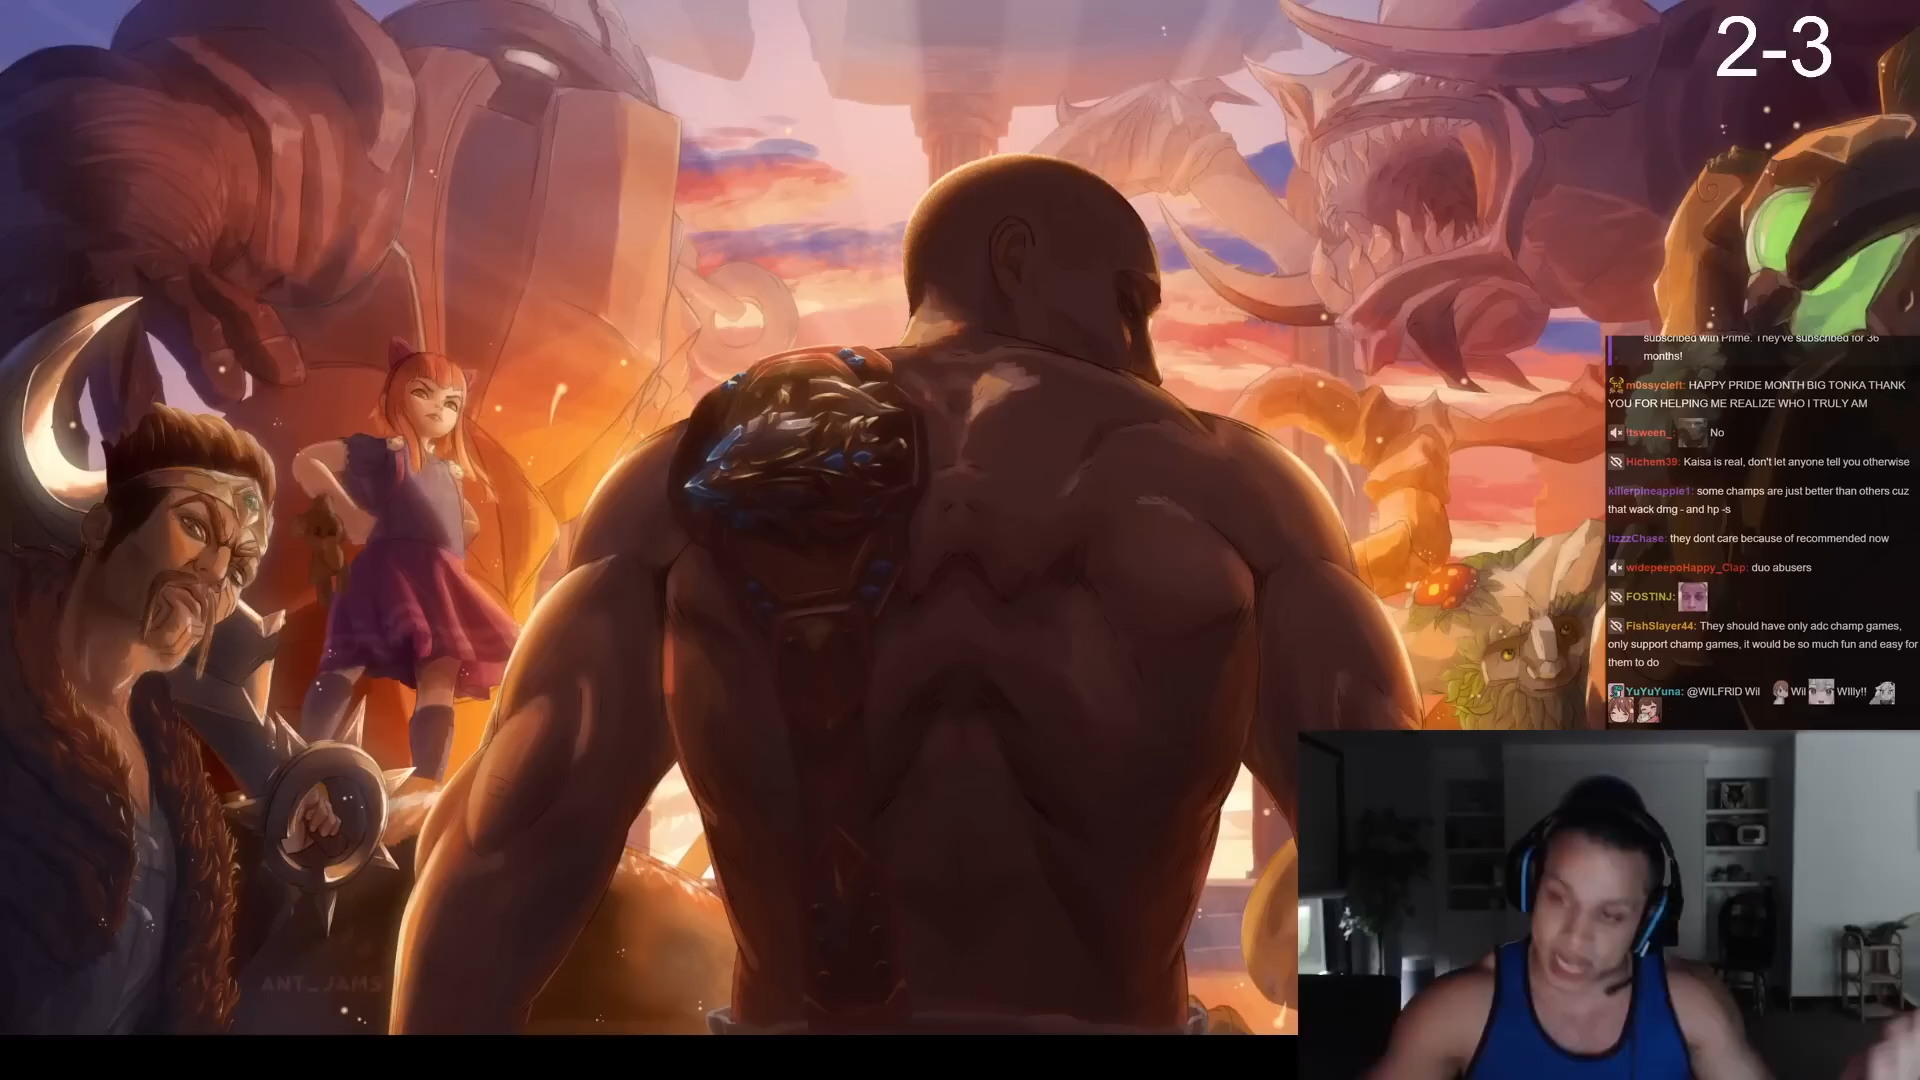 2-3
subscribed with Prime. They've subscribed for 36
months!
m0ssycleft: HAPPY PRIDE MONTH BIG TONKA THANK
YOU FOR HELPING ME REALIZE WHO I TRULY AM
!tsween_: No
Hichem39: Kaisa is real, don't let anyone tell you otherwise
killerpineapple1: some champs are just better than others cuz
that wack dmg - and hp -s
ItzzzChase: they dont care because of recommended now
widepeepoHappy_Clap: duo abusers
FOSTINJ:
FishSlayer44: They should have only adc champ games,
only support champ games, it would be so much fun and easy for
them to do
YuYuYuna: @WILFRID Wil Wil WIlly!!
ANT_JAMS